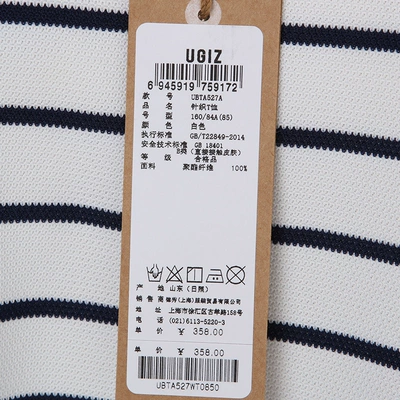 UGIZ
6 945919 759172
款 号 UBTA527A
品 名 针织T恤
号 型 160/84A(85)
颜 色 白色
执行标准 GB/T22849-2014
安全技术标准 GB 18401
B类(直接接触皮肤)
等 级 合格品
面料 聚酯纤维 100%
产 地 山东(日照)
销 售 商 (上海)服装贸易有限公司
地 址 上海市徐汇区古宜路158号
电 话 (021)6113-5220-3
单 价 ¥ 358.00
单 价 ¥ 358.00
UBTA527WT0850